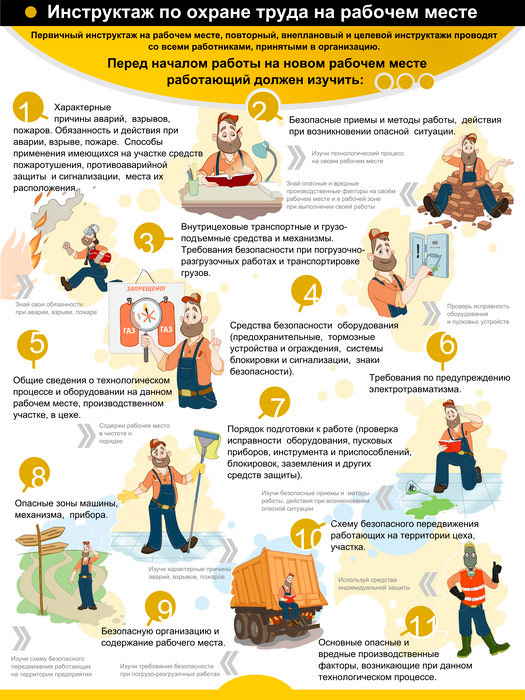 Инструктаж по охране труда на рабочем месте
Первичный инструктаж на рабочем месте, повторный, внеплановый и целевой инструктажи проводят
со всеми работниками, принятыми в организацию.
Перед началом работы на новом рабочем месте
работающий должен изучить:
1
Характерные
причины аварий, взрывов,
пожаров. Обязанность и действия при
аварии, взрыве, пожаре. Способы
применения имеющихся на участке средств
пожаротушения, противоаварийной
защиты и сигнализации, места их
расположения.
2
Безопасные приемы и методы работы, действия
при возникновении опасной ситуации.
Изучи технологический процесс
на своем рабочем месте
Знай опасные и вредные
производственные факторы на своём
рабочем месте и в рабочей зоне
при выполнении своей работы
3
Внутрицеховые транспортные и грузо-
подъемные средства и механизмы.
Требования безопасности при погрузочно-
разгрузочных работах и транспортировке
грузов.
Знай свои обязанности
при аварии, взрыве, пожаре
ЗАПРЕЩЕНО!
ГАЗ
ГАЗ
4
Средства безопасности оборудования
(предохранительные, тормозные
устройства и ограждения, системы
блокировки и сигнализации, знаки
безопасности).
Проверь исправность
оборудования
и пусковых устройств
5
Общие сведения о технологическом
процессе и оборудовании на данном
рабочем месте, производственном
участке, в цехе.
6
Требования по предупреждению
электротравматизма.
Содержи рабочее место
в чистоте и
порядке
7
Порядок подготовки к работе (проверка
исправности оборудования, пусковых
приборов, инструмента и приспособлений,
блокировок, заземления и других
средств защиты).
8
Опасные зоны машины,
механизма, прибора.
Изучи безопасные приемы и методы
работы, действия при возникновении
опасной ситуации
10
Схему безопасного передвижения
работающих на территории цеха,
участка.
Изучи характерные причины
аварий, взрывов, пожаров
Используй средства
индивидуальной защиты
9
Безопасную организацию и
содержание рабочего места.
11
Основные опасные и
вредные производственные
факторы, возникающие при данном
технологическом процессе.
Изучи схему безопасного
передвижения работающих
на территории предприятия
Изучи требования безопасности
при погрузо-разгрузочных работах